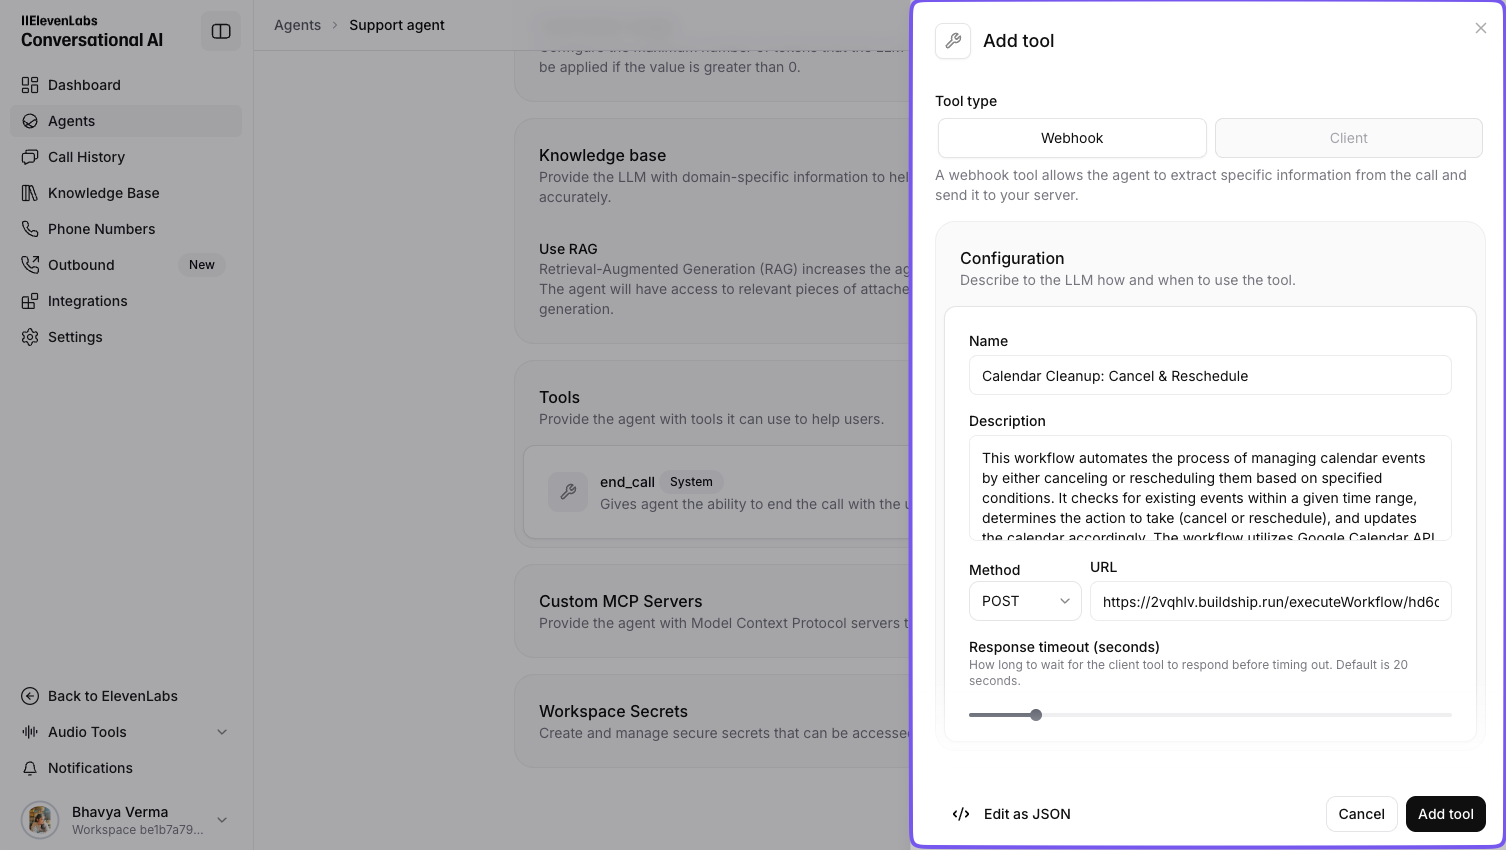 IIElevenLabs
Conversational AI
Dashboard
Agents
Call History
Knowledge Base
Phone Numbers
Outbound New
Integrations
Settings
Back to ElevenLabs
Audio Tools
Notifications
Bhavya Verma
Workspace be1b7a79...
Agents > Support agent
be applied if the value is greater than 0.
Knowledge base
Provide the LLM with domain-specific information to hel
accurately.
Use RAG
Retrieval-Augmented Generation (RAG) increases the ag
The agent will have access to relevant pieces of attache
generation.
Tools
Provide the agent with tools it can use to help users.
end_call System
Gives agent the ability to end the call with the u
Custom MCP Servers
Provide the agent with Model Context Protocol servers t
Workspace Secrets
Create and manage secure secrets that can be accesse
Add tool
Tool type
Webhook Client
A webhook tool allows the agent to extract specific information from the call and
send it to your server.
Configuration
Describe to the LLM how and when to use the tool.
Name
Calendar Cleanup: Cancel & Reschedule
Description
This workflow automates the process of managing calendar events
by either canceling or rescheduling them based on specified
conditions. It checks for existing events within a given time range,
determines the action to take (cancel or reschedule), and updates
the calendar accordingly. The workflow utilizes Google Calendar API
Method URL
POST https://2vqhlv.buildship.run/executeWorkflow/hd6c
Response timeout (seconds)
How long to wait for the client tool to respond before timing out. Default is 20
seconds.
</> Edit as JSON Cancel Add tool